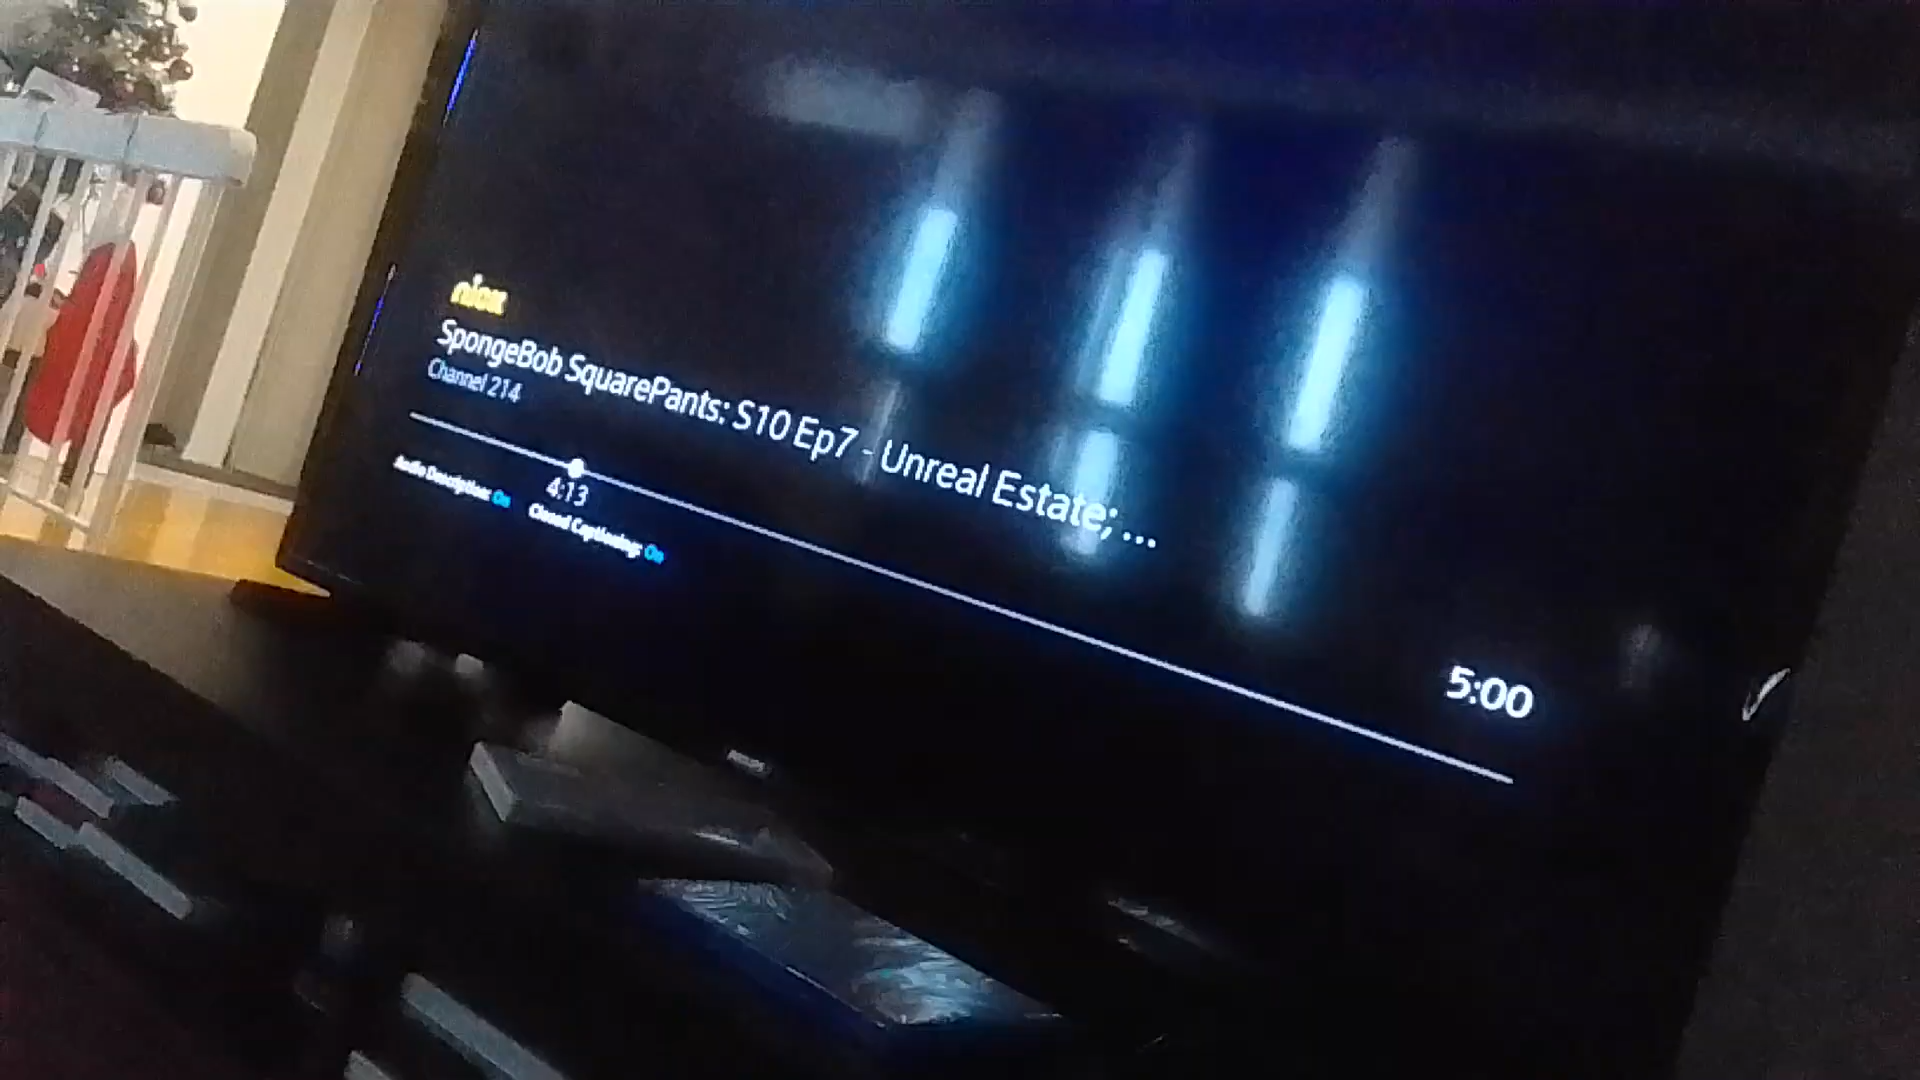 nick
SpongeBob SquarePants: S10 Ep7 - Unreal Estate; ...
Channel 214
4:13
5:00
Audio Description: On Closed Captioning: On